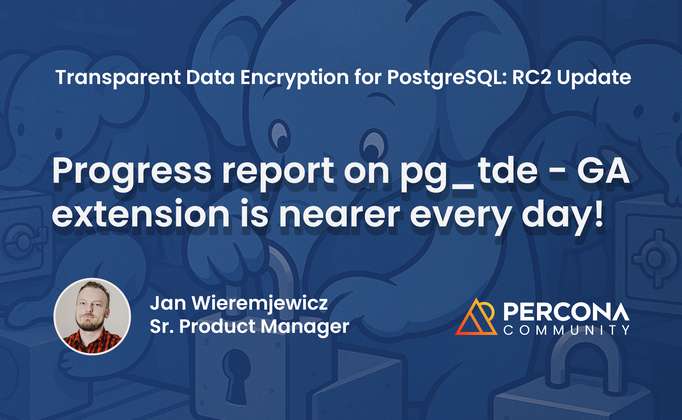 Transparent Data Encryption for PostgreSQL: RC2 Update
Progress report on pg_tde - GA
extension is nearer every day!
Jan Wieremjewicz
Sr. Product Manager
PERCONA
COMMUNITY